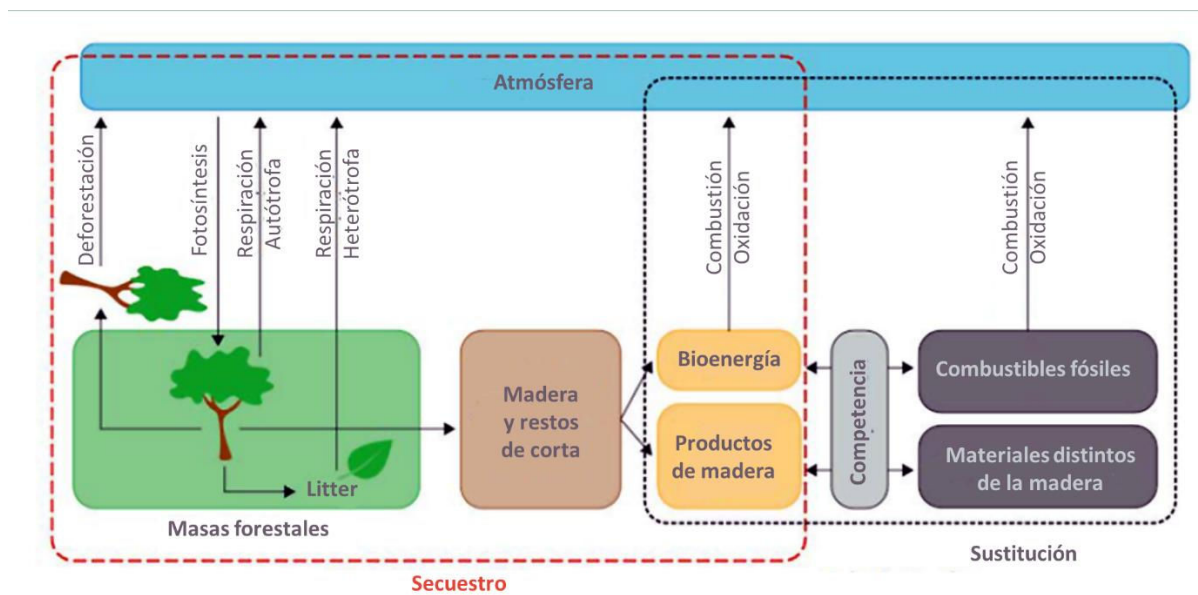 Atmósfera
Deforestación
Fotosíntesis
Respiración
Autótrofa
Respiración
Heterótrofa
Combustión
Oxidación
Combustión
Oxidación
Madera
y restos
de corta
Bioenergía
Productos
de madera
Competencia
Combustibles fósiles
Materiales distintos
de la madera
Litter
Masas forestales
Sustitución
Secuestro